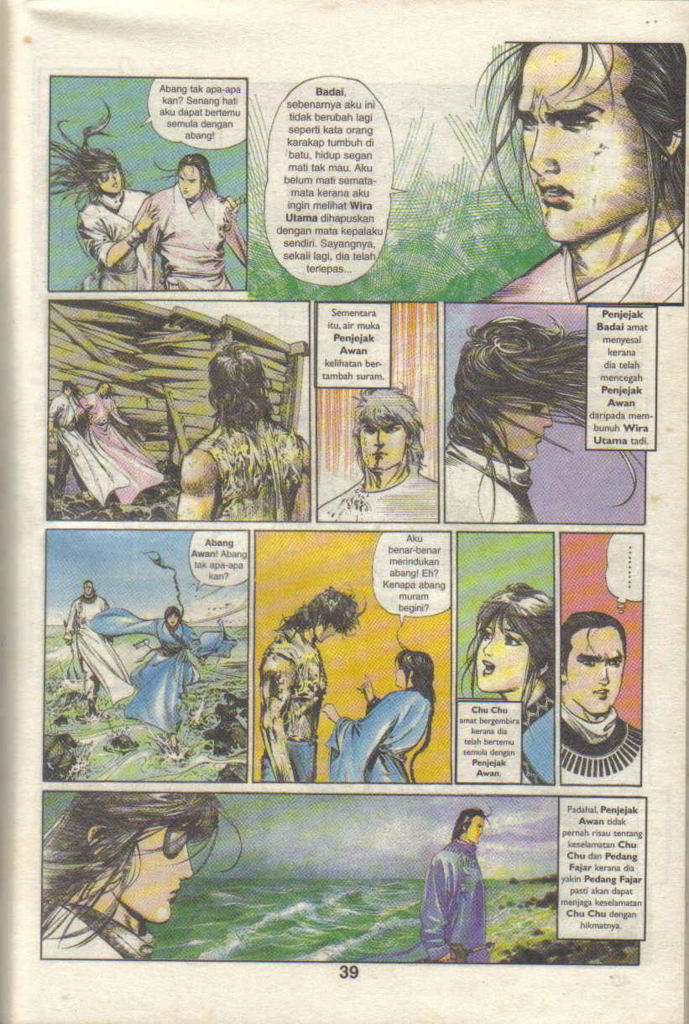 Abang tak apa-apa
kan? Senang hati
aku dapat bertemu
semula dengan
abang!
Badai,
sebenarnya aku ini
tidak berubah lagi
seperti kata orang
karakap tumbuh di
batu, hidup segan
mati tak mau. Aku
belum mati semata-
mata kerana aku
ingin melihat Wira
Utama dihapuskan
dengan mata kepalaku
sendiri. Sayangnya,
sekali lagi, dia telah
terlepas...
Sementara
itu, air muka
Penjejak
Awan
kelihatan ber-
tambah suram.
Penjejak
Badai amat
menyesal
kerana
dia telah
mencegah
Penjejak
Awan
daripada mem-
bunuh Wira
Utama tadi.
Abang
Awan! Abang
tak apa-apa
kan?
Aku
benar-benar
merindukan
abang! Eh?
Kenapa abang
muram
begini?
Chu Chu
amat bergembira
kerana dia
telah bertemu
semula dengan
Penjejak
Awan.
........
Padahal, Penjejak
Awan tidak
pernah risau tentang
keselamatan Chu
Chu dan Pedang
Fajar kerana dia
yakin Pedang Fajar
pasti akan dapat
menjaga keselamatan
Chu Chu dengan
hikmatnya.
39